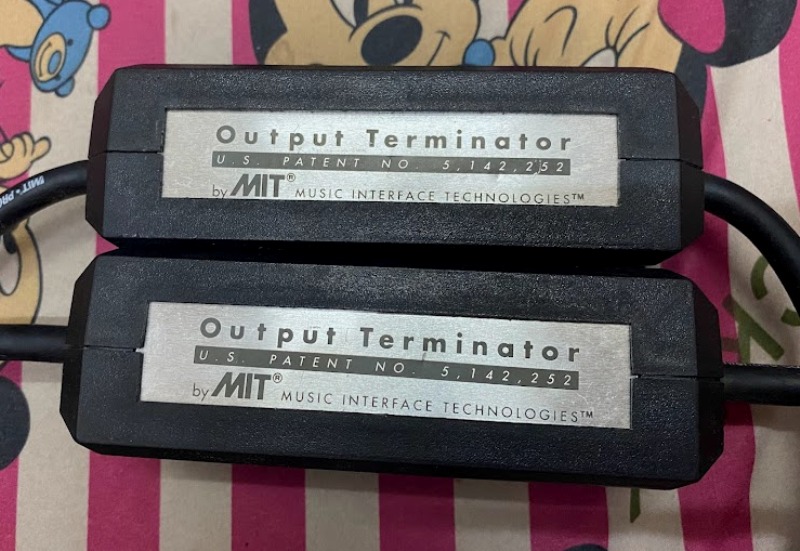 Output Terminator
U.S. PATENT NO. 5,142,252
by MIT® MUSIC INTERFACE TECHNOLOGIES™
Output Terminator
U.S. PATENT NO. 5,142,252
by MIT® MUSIC INTERFACE TECHNOLOGIES™